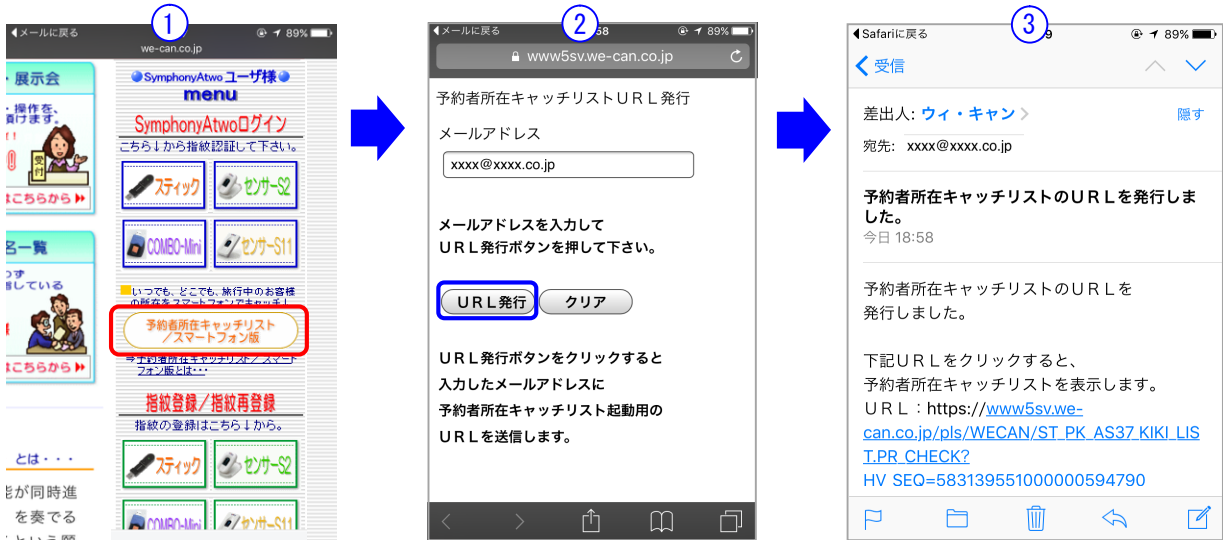 ①
メールに戻る
89%
we-can.co.jp
・展示会
・操作を、
頂けます。
受付
はこちらから
名一覧
している
はこちらから
とは・・・
能が同時進
を奏でる
SymphonyAtwo ユーザ様
menu
SymphonyAtwoログイン
こちら↓から指紋認証して下さい。
スティック
センサーS2
COMBO-Mini
センサーS11
いつでも、どこでも、旅行中のお客様
の所在をスマートフォンでキャッチ！
予約者所在キャッチリスト
／スマートフォン版
⇒予約者所在キャッチリスト／スマート
フォン版とは・・・
指紋登録／指紋再登録
指紋の登録はこちら↓から。
スティック
センサーS2
COMBO-Mini
センサーS11
②
メールに戻る
58
89%
www5sv.we-can.co.jp
予約者所在キャッチリストＵＲＬ発行
メールアドレス
xxxx@xxxx.co.jp
メールアドレスを入力して
ＵＲＬ発行ボタンを押して下さい。
ＵＲＬ発行
クリア
ＵＲＬ発行ボタンをクリックすると
入力したメールアドレスに
予約者所在キャッチリスト起動用の
ＵＲＬを送信します。
③
Safariに戻る
9
89%
受信
差出人: ウィ・キャン
隠す
宛先: xxxx@xxxx.co.jp
予約者所在キャッチリストのＵＲＬを発行しま
した。
今日 18:58
予約者所在キャッチリストのＵＲＬを
発行しました。
下記ＵＲＬをクリックすると、
予約者所在キャッチリストを表示します。
ＵＲＬ：https://www5sv.we-
can.co.jp/pls/WECAN/ST_PK_AS37_KIKI_LIS
T.PR_CHECK?
HV SEQ=583139551000000594790